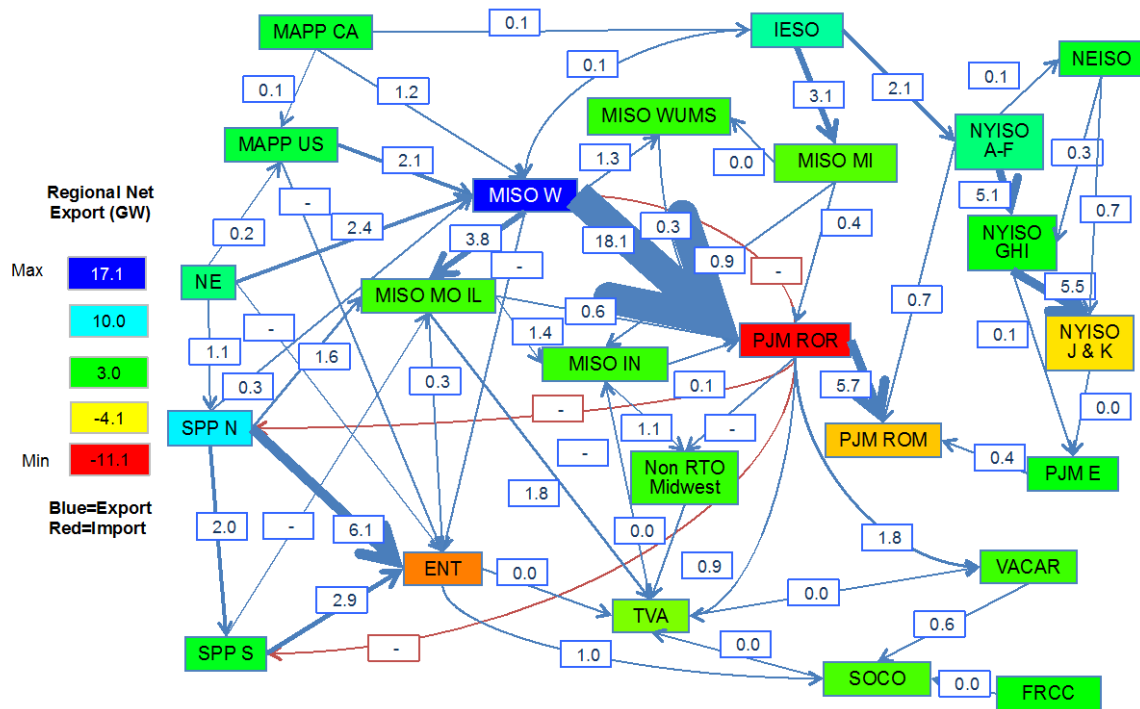 MAPP CA
0.1
IESO
NEISO
0.1
0.1
2.1
0.1
1.2
3.1
MISO WUMS
MAPP US
NYISO
A-F
MISO MI
0.3
2.1
1.3
0.0
Regional Net
Export (GW)
MISO W
5.1
-
0.4
0.7
0.2
2.4
3.8
18.1
0.3
0.9
NYISO
GHI
Max
17.1
NE
MISO MO IL
-
-
5.5
10.0
0.6
0.7
0.1
NYISO
J & K
1.4
PJM ROR
-
1.1
1.6
MISO IN
3.0
0.3
0.3
0.1
5.7
0.0
-4.1
SPP N
-
1.1
-
PJM ROM
Min
-11.1
-
Non RTO
Midwest
0.4
PJM E
Blue=Export
Red=Import
2.0
-
6.1
1.8
0.0
1.8
ENT
0.0
0.9
VACAR
2.9
0.0
TVA
0.6
SPP S
-
1.0
0.0
SOCO
0.0
FRCC